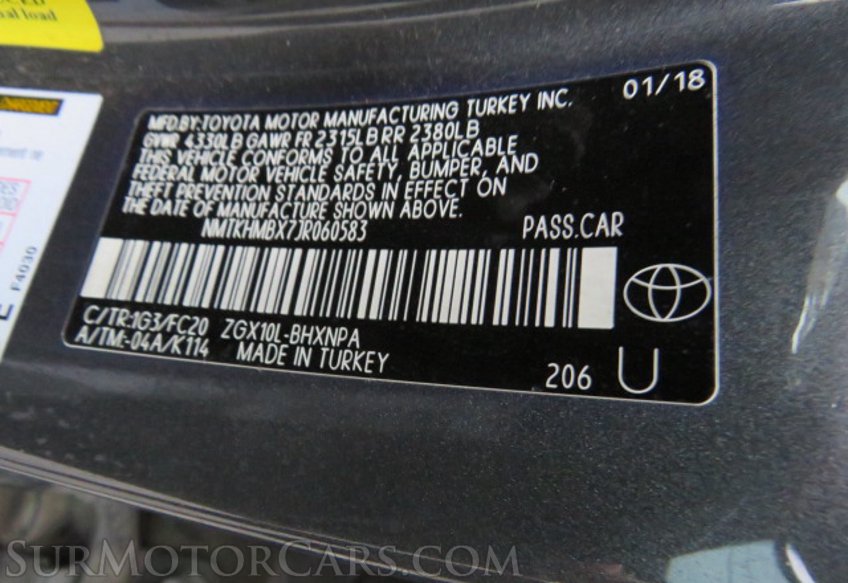 al load
F4030
01/18
MFD.BY:TOYOTA MOTOR MANUFACTURING TURKEY INC.
GVWR 4330LB GAWR FR 2315LB RR 2380LB
THIS VEHICLE CONFORMS TO ALL APPLICABLE
FEDERAL MOTOR VEHICLE SAFETY, BUMPER, AND
THEFT PREVENTION STANDARDS IN EFFECT ON
THE DATE OF MANUFACTURE SHOWN ABOVE.
NMTKHMBX7JR060583 PASS.CAR
C/TR:1G3/FC20 ZGX10L-BHXNPA
A/TM:-04A/K114 MADE IN TURKEY
206 U
SurMotorCars.com